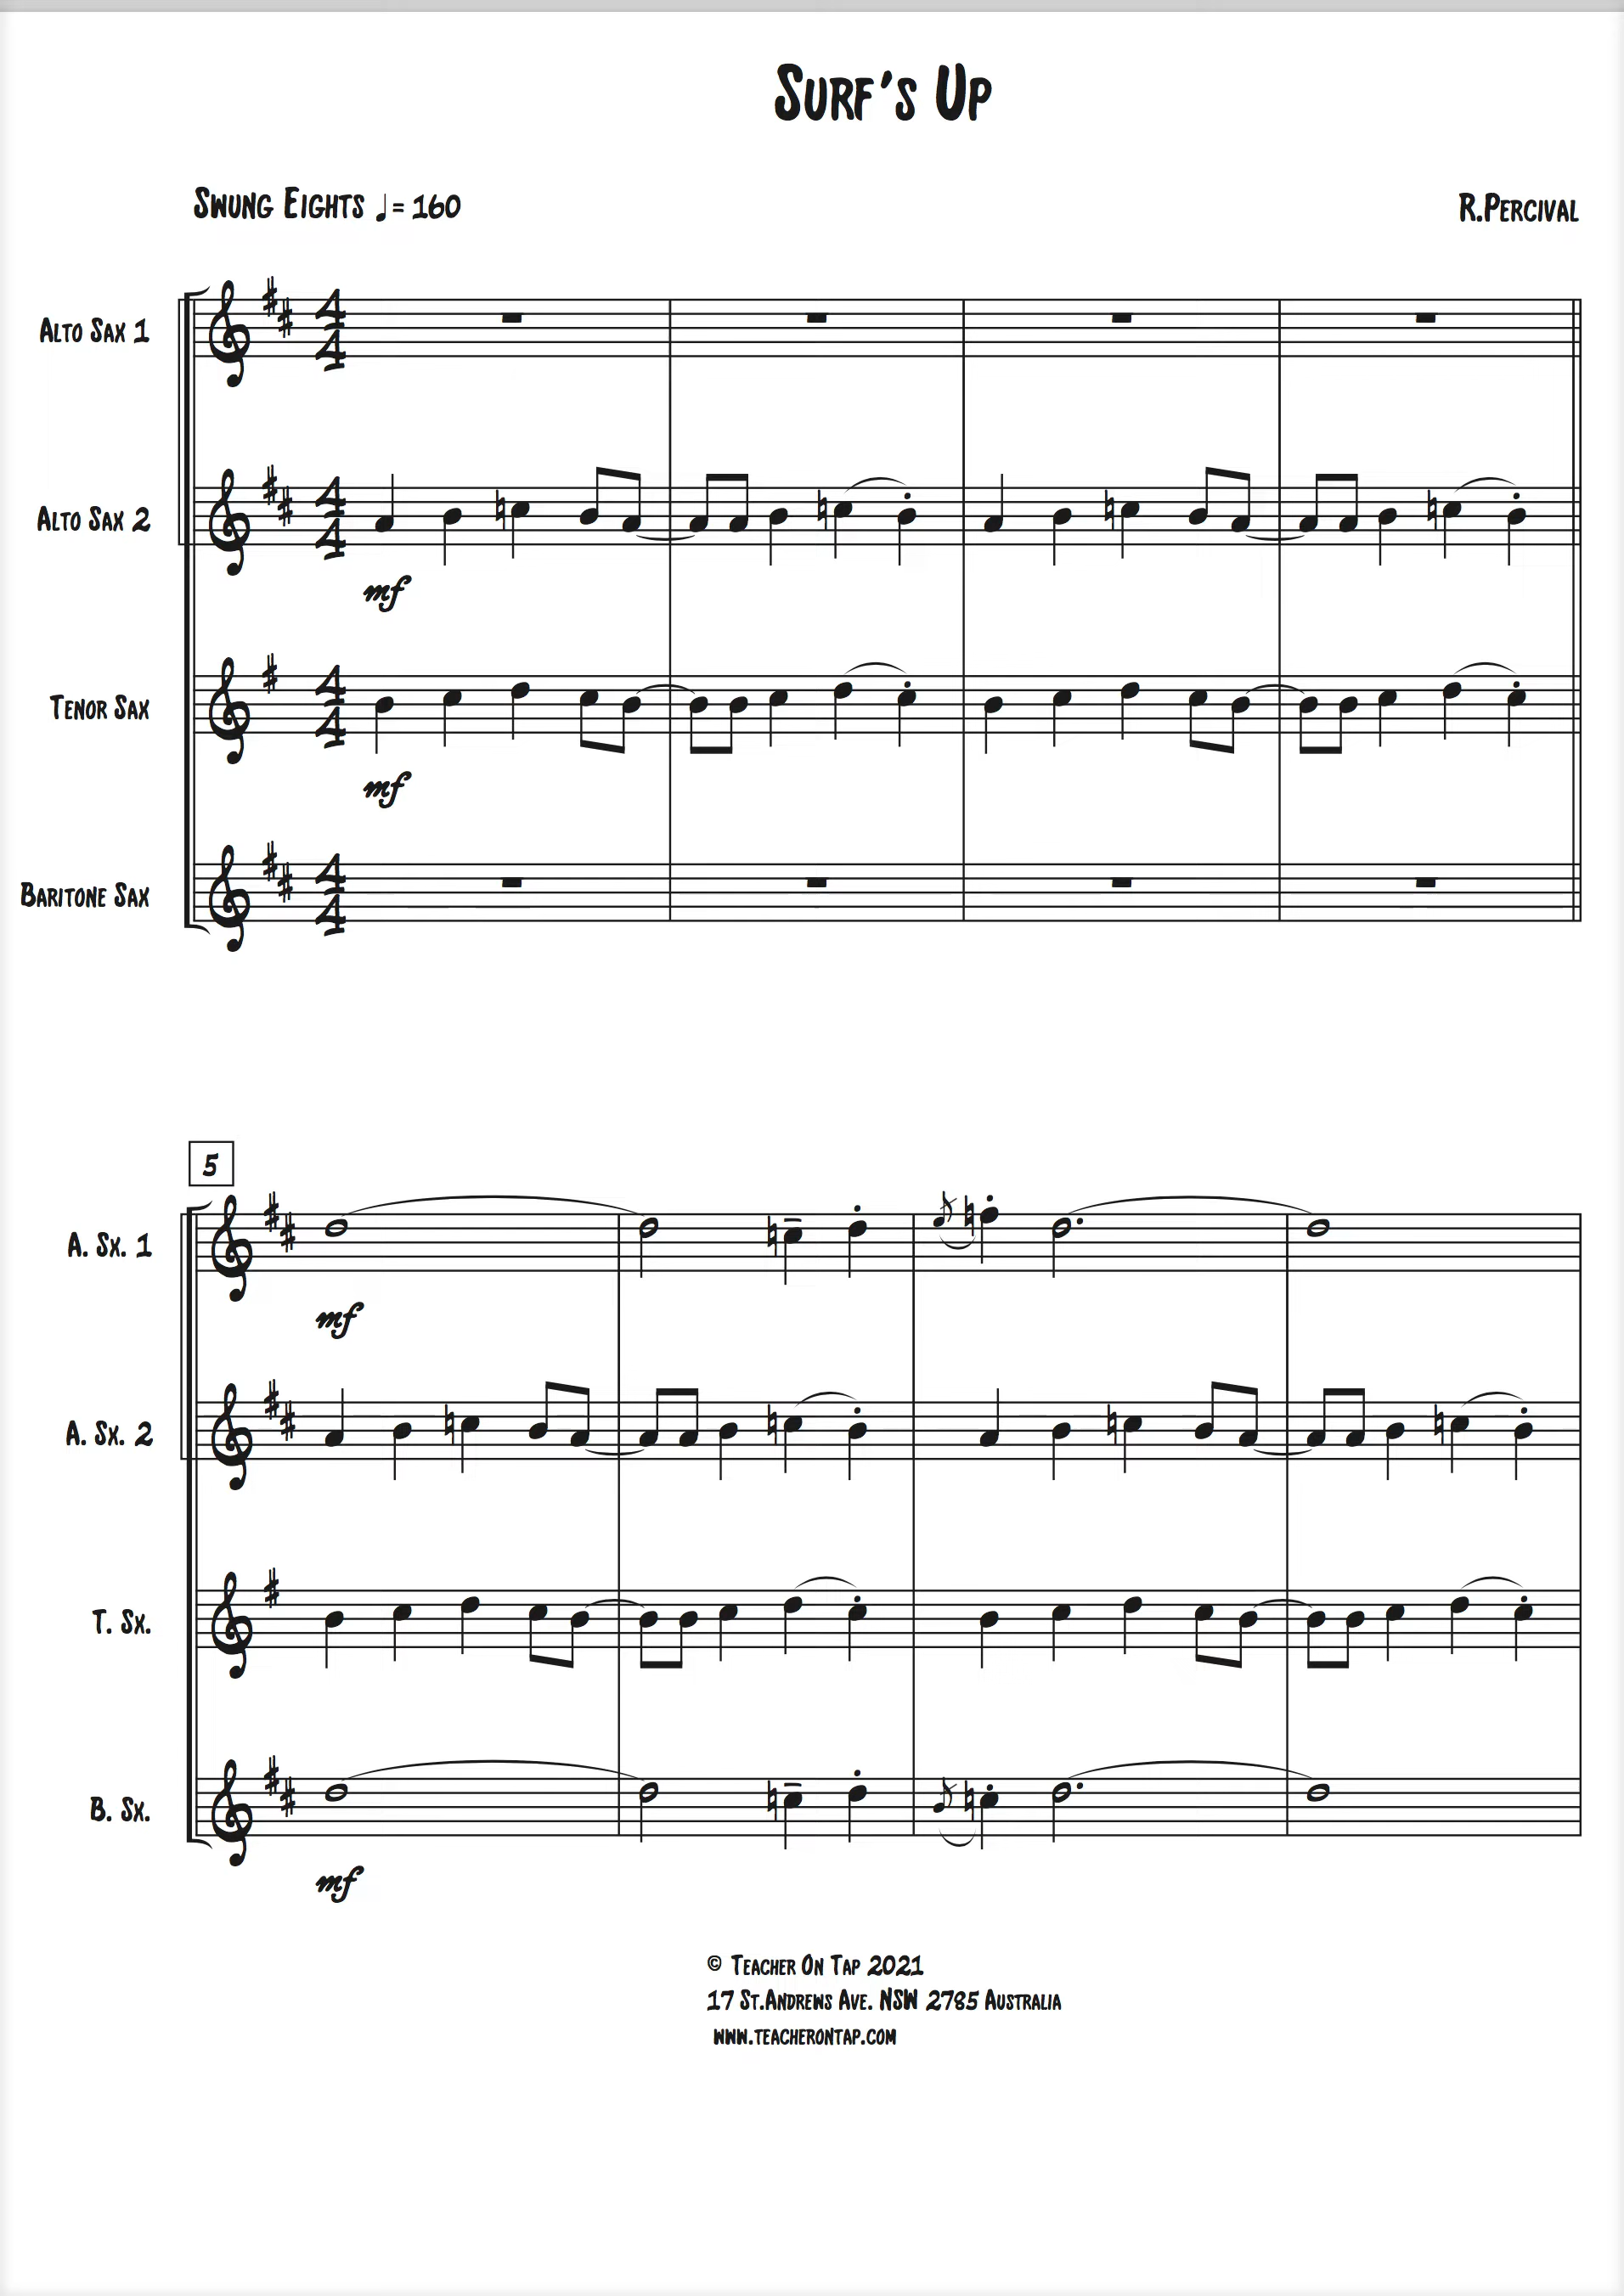 Surf's Up
Swung Eights ♩= 160
R.Percival
Alto Sax 1
Alto Sax 2
mf
Tenor Sax
mf
Baritone Sax
5
A. Sx. 1
mf
A. Sx. 2
T. Sx.
B. Sx.
mf
© Teacher On Tap 2021
17 St.Andrews Ave. NSW 2785 Australia
www.teacherontap.com